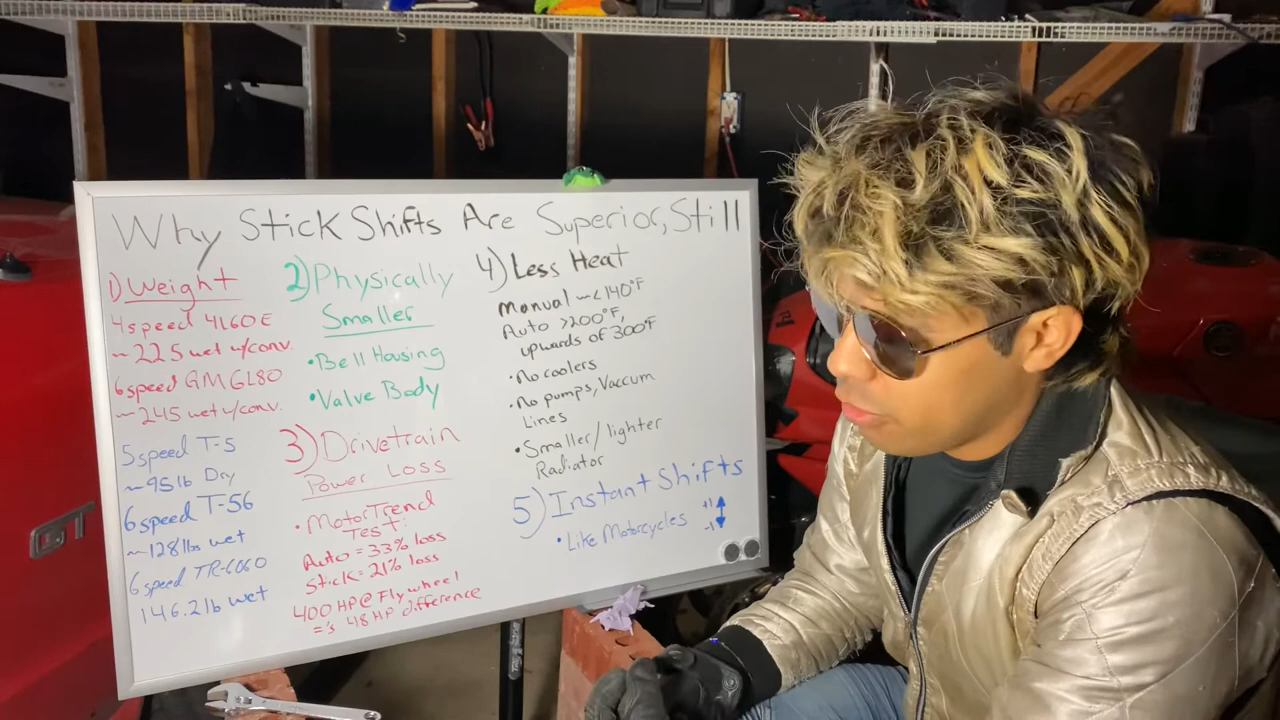 Why Stick Shifts Are Superior, Still
1) Weight
4speed 4L60E
~225 wet w/conv.
6speed GM 6L80
~245 wet w/conv.
5speed T-5
~95lb Dry
6speed T-56
~128lbs wet
6speed TR-6060
146.2lb wet
2) Physically
Smaller
• Bell Housing
• Valve Body
3) Drivetrain
Power Loss
• MotorTrend
Test:
Auto = 33% loss
Stick = 21% loss
400 HP @ Flywheel
='s 48 HP difference
4) Less Heat
Manual ~< 140°F
Auto >200°F,
upwards of 300°F
• No coolers
• No pumps, Vaccum
Lines
• Smaller/lighter
Radiator
5) Instant Shifts
• Like Motorcycles
+1
-1
GT